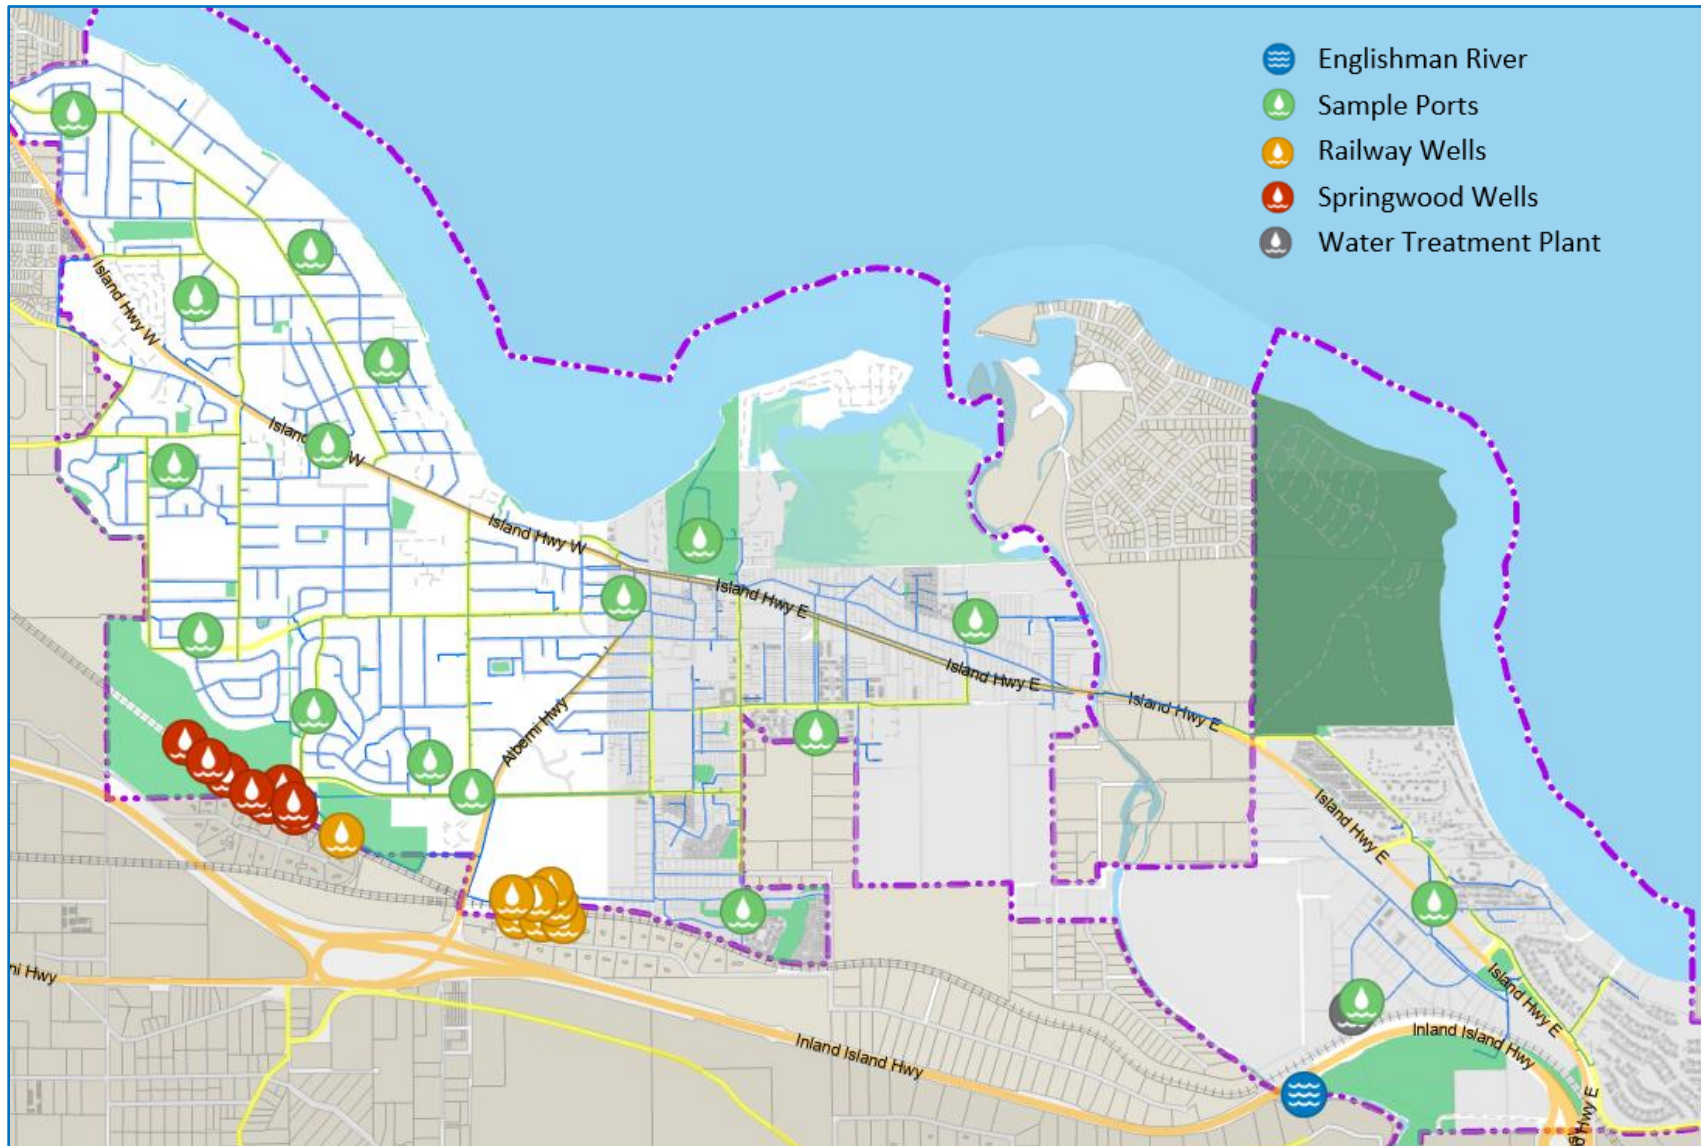 Englishman River
Sample Ports
Railway Wells
Springwood Wells
Water Treatment Plant
Island Hwy W
W
Island Hwy W
Island Hwy E
Island Hwy E
Island Hwy E
Alberni Hwy
Island Hwy E
Island Hwy E
Inland Island Hwy
Hwy
Inland Island Hwy
Hwy E